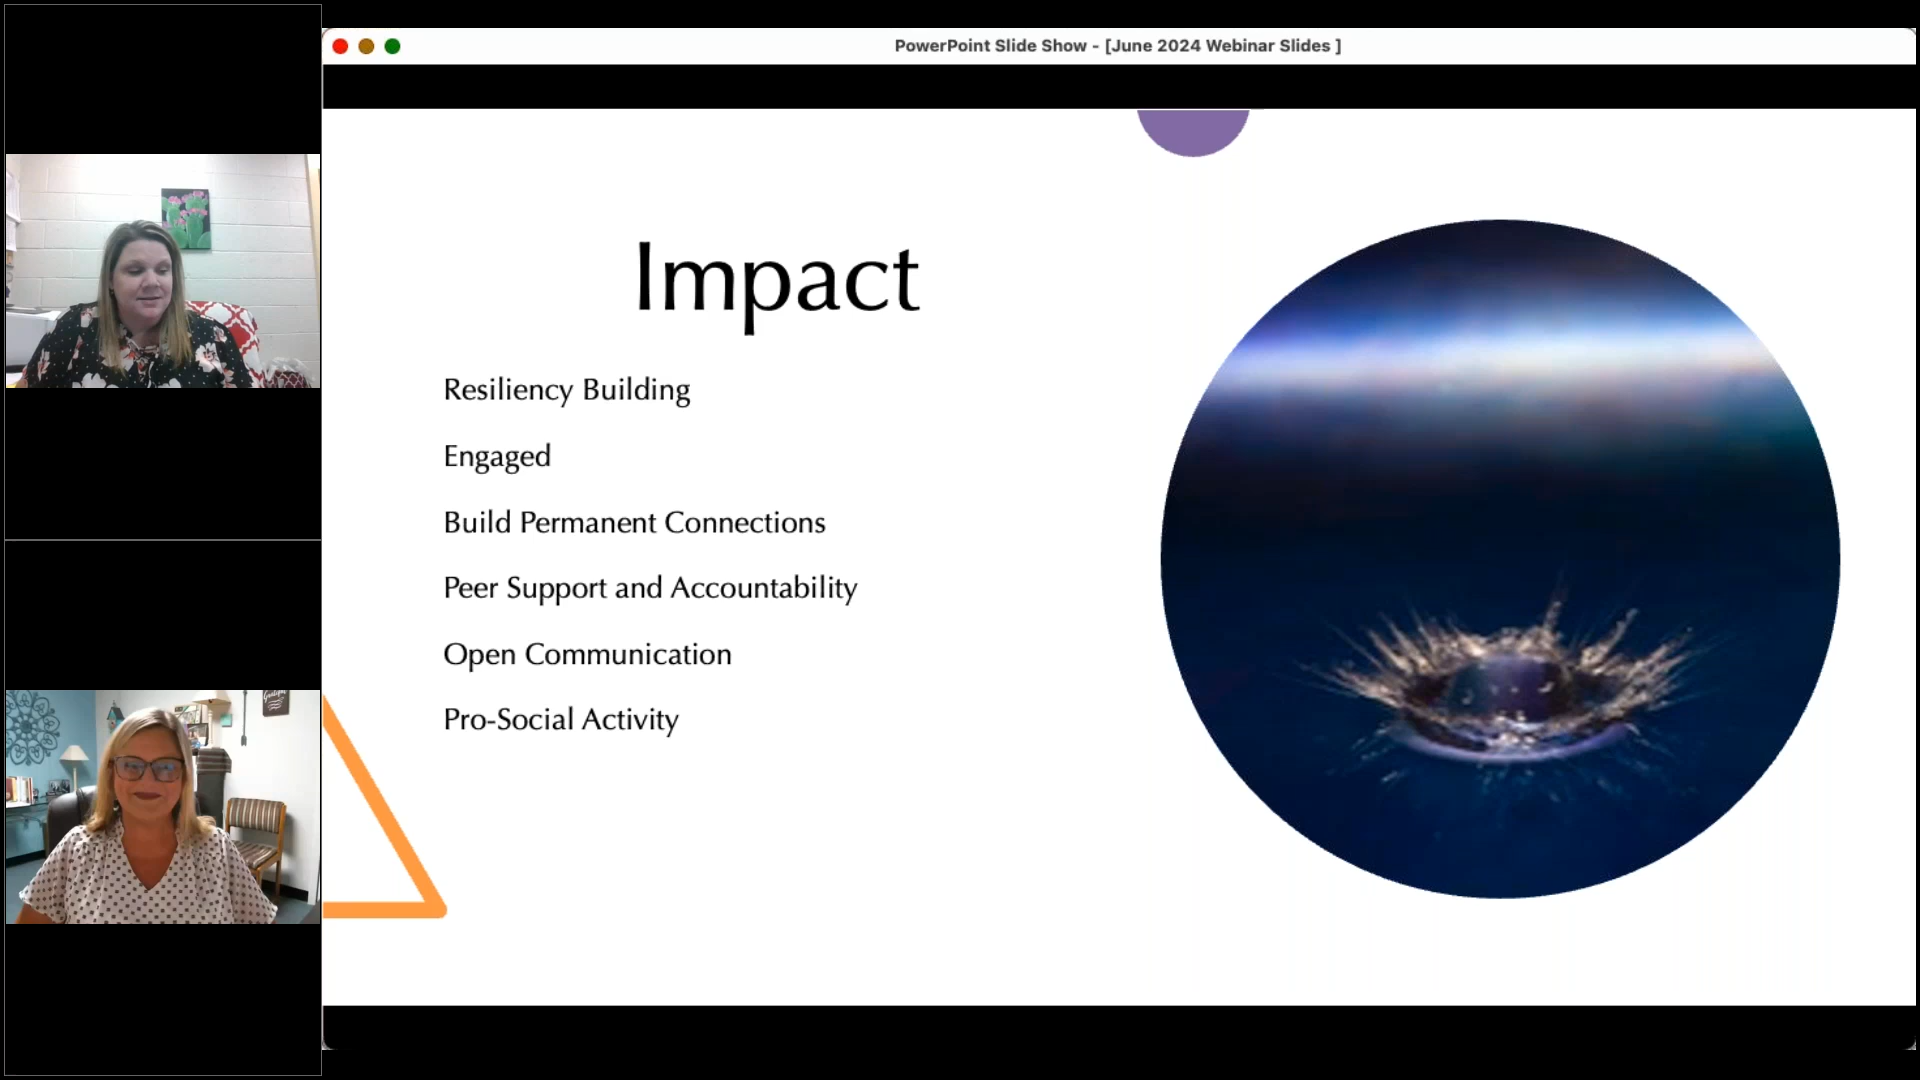 PowerPoint Slide Show - [June 2024 Webinar Slides ]
Impact
Resiliency Building
Engaged
Build Permanent Connections
Peer Support and Accountability
Open Communication
Pro-Social Activity